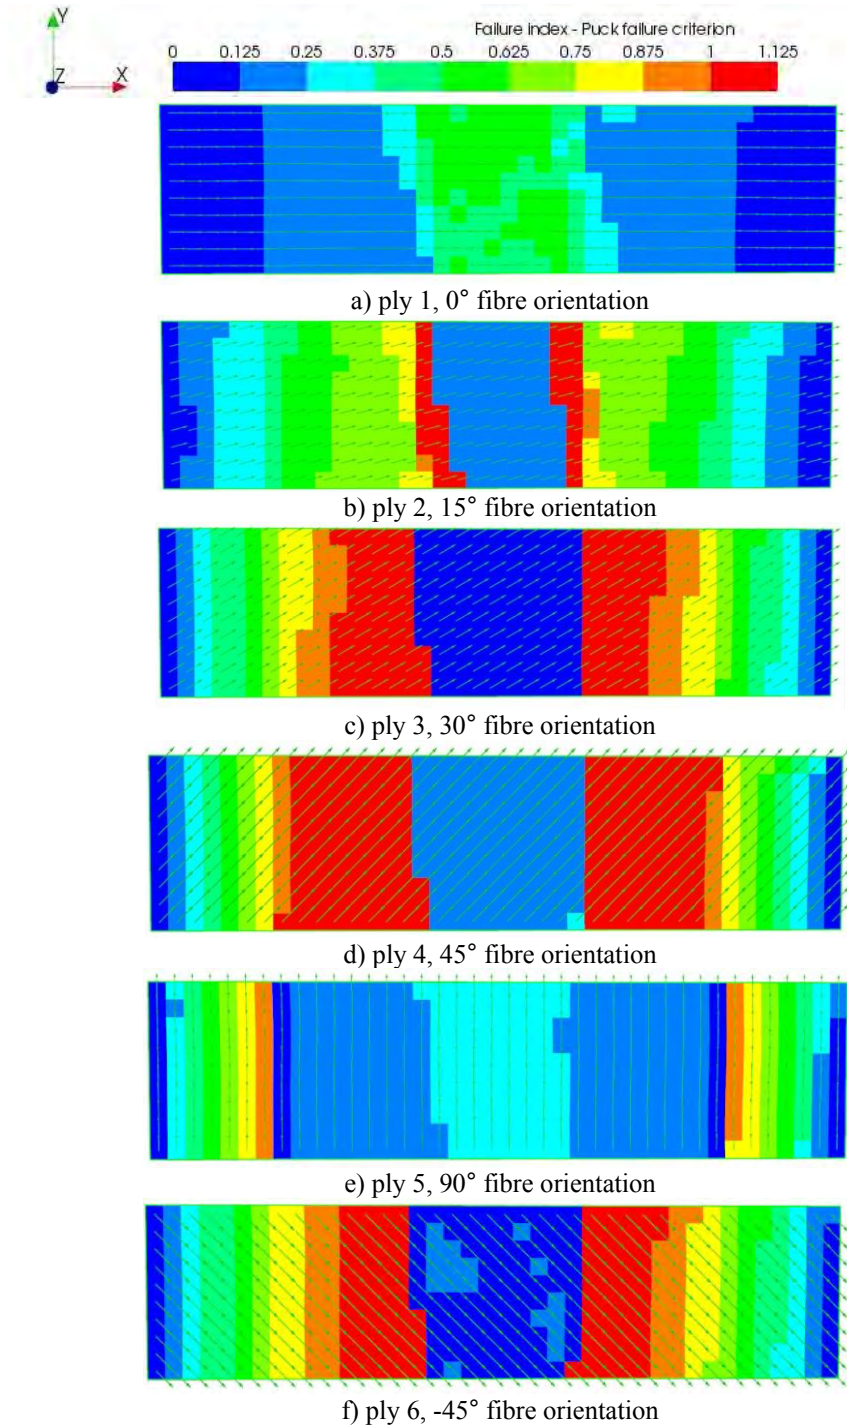 Failure index - Puck failure criterion
0 0.125 0.25 0.375 0.5 0.625 0.75 0.875 1 1.125
Y
Z X
a) ply 1, 0° fibre orientation
b) ply 2, 15° fibre orientation
c) ply 3, 30° fibre orientation
d) ply 4, 45° fibre orientation
e) ply 5, 90° fibre orientation
f) ply 6, -45° fibre orientation